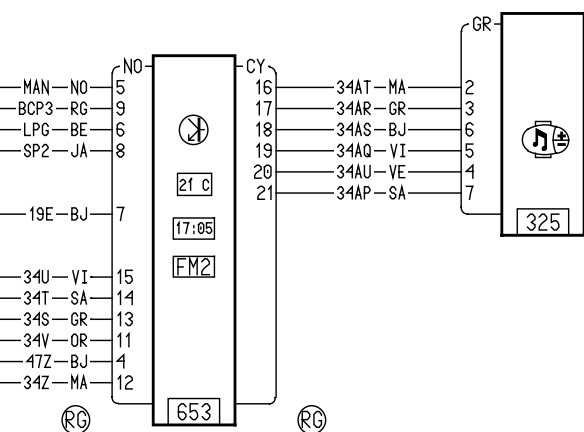 GR
NO CY
MAN NO 5 16 34AT MA 2
BCP3 RG 9 17 34AR GR 3
LPG BE 6 18 34AS BJ 6
SP2 JA 8 19 34AQ VI 5
20 34AU VE 4
21 C 21 34AP SA 7
19E BJ 7 17:05 325
FM2
34U VI 15
34T SA 14
34S GR 13
34V OR 11
47Z BJ 4
34Z MA 12
RG 653 RG